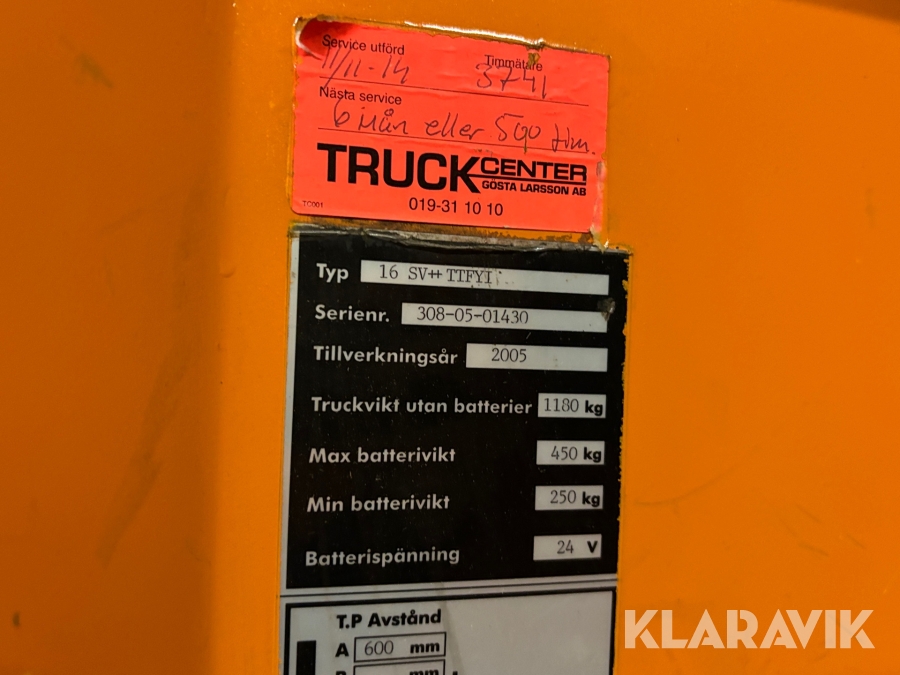 Service utförd
Timmätare
11/11-14
3741
Nästa service
6 mån eller 500 tim.
TRUCK CENTER
GÖSTA LARSSON AB
TC001
019-31 10 10
Typ 16 SV++ TTFYI
Serienr. 308-05-01430
Tillverkningsår 2005
Truckvikt utan batterier 1180 kg
Max batterivikt 450 kg
Min batterivikt 250 kg
Batterispänning 24 V
T.P Avstånd
A 600 mm
mm
KLARAVIK